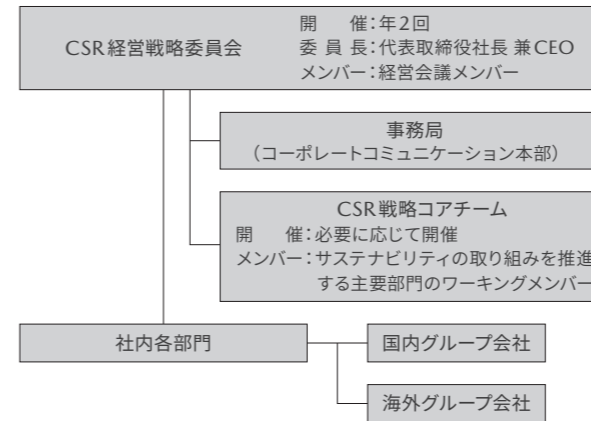 CSR経営戦略委員会
開　催：年2回
委員長：代表取締役社長 兼CEO
メンバー：経営会議メンバー
事務局
（コーポレートコミュニケーション本部）
CSR戦略コアチーム
開　催：必要に応じて開催
メンバー：サステナビリティの取り組みを推進
する主要部門のワーキングメンバー
社内各部門
国内グループ会社
海外グループ会社